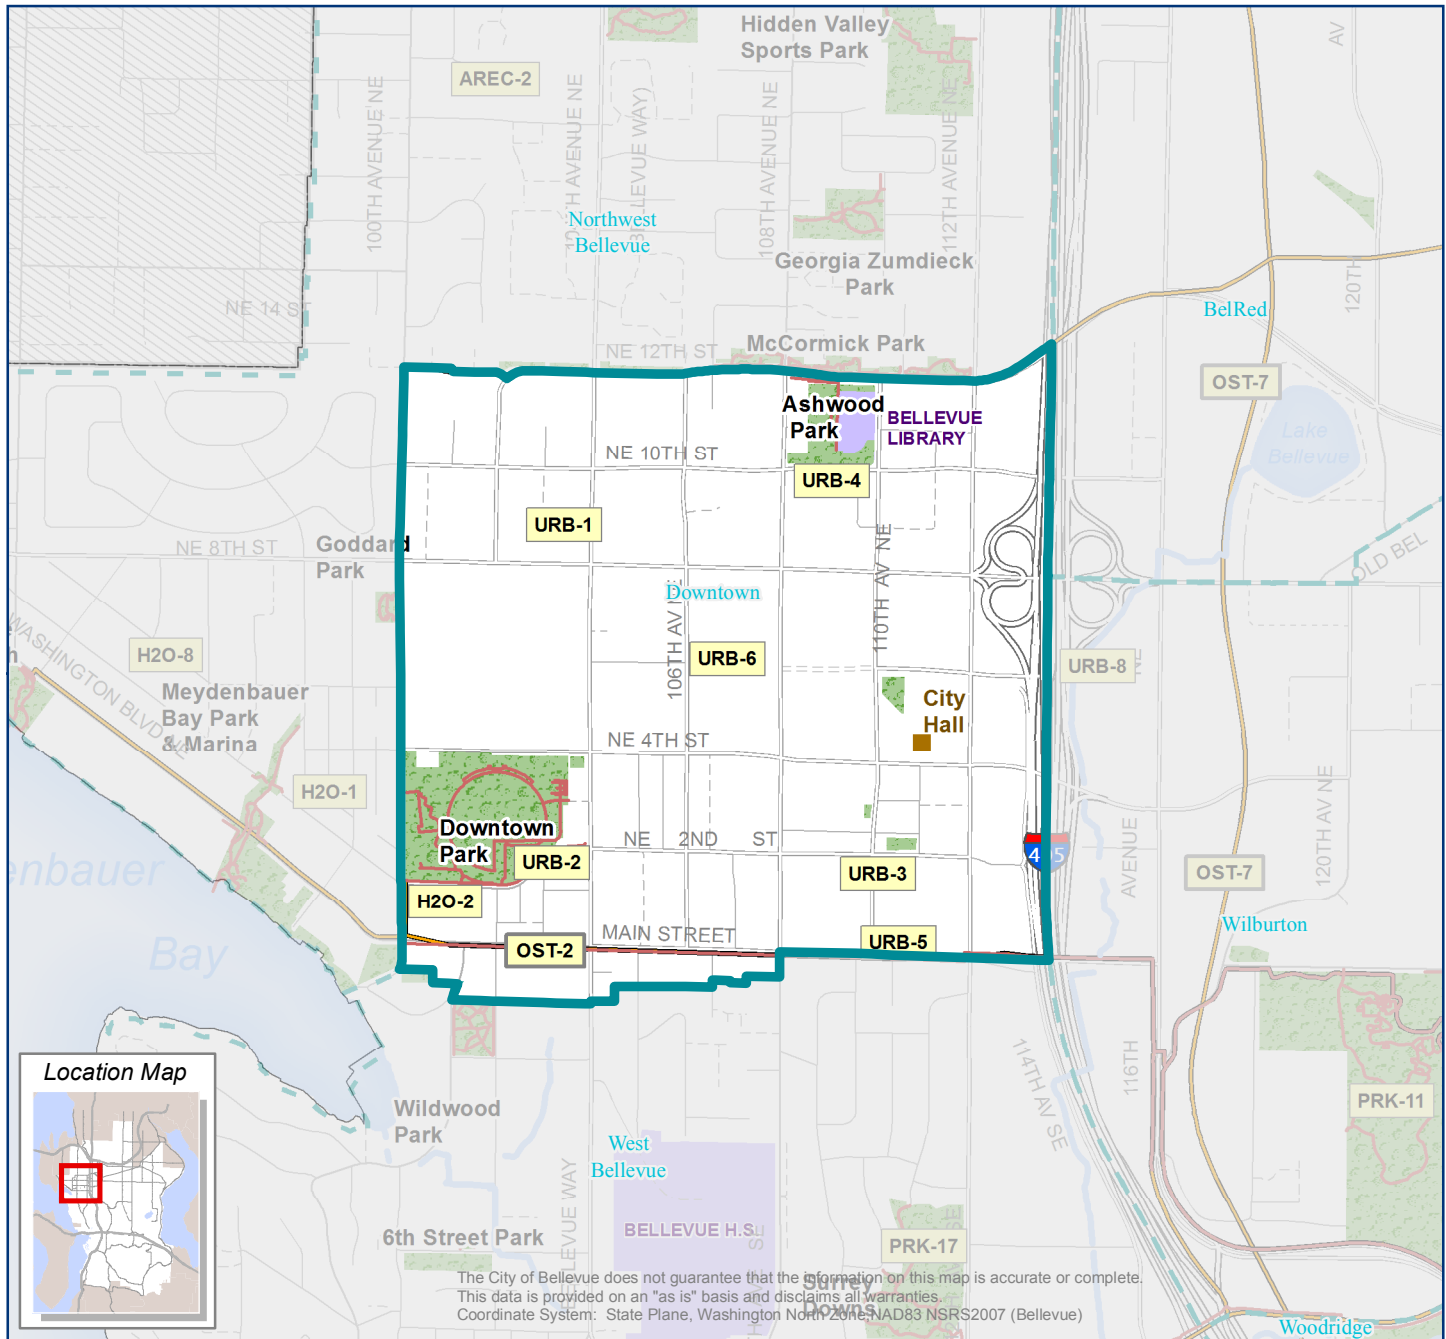 Hidden Valley
Sports Park
AREC-2
100TH AVENUE NE
108TH AVENUE NE
112TH AVENUE NE
AV
Northwest
Bellevue
Georgia Zumdieck
Park
NE 14 ST
BelRed
120TH
NE 12TH ST
McCormick Park
OST-7
Ashwood
Park
BELLEVUE
LIBRARY
Lake
Bellevue
NE 10TH ST
URB-4
URB-1
NE 8TH ST
Goddard
Park
110TH AV NE
OLD BEL
Downtown
106TH AV NE
WASHINGTON BLVD NE
H2O-8
URB-6
URB-8
NE
Meydenbauer
Bay Park
& Marina
City
Hall
NE 4TH ST
H2O-1
120TH AV NE
Downtown
Park
NE 2ND ST
405
AVENUE
enbauer
Bay
URB-2
URB-3
OST-7
H2O-2
Wilburton
MAIN STREET
OST-2
URB-5
Location Map
114TH AV SE
116TH
Wildwood
Park
PRK-11
West
Bellevue
BELLEVUE WAY
BELLEVUE H.S.
SE
6th Street Park
PRK-17
Surrey
Downs
The City of Bellevue does not guarantee that the information on this map is accurate or complete.
This data is provided on an "as is" basis and disclaims all warranties.
Coordinate System: State Plane, Washington North Zone,NAD83 NSRS2007 (Bellevue)
Woodridge